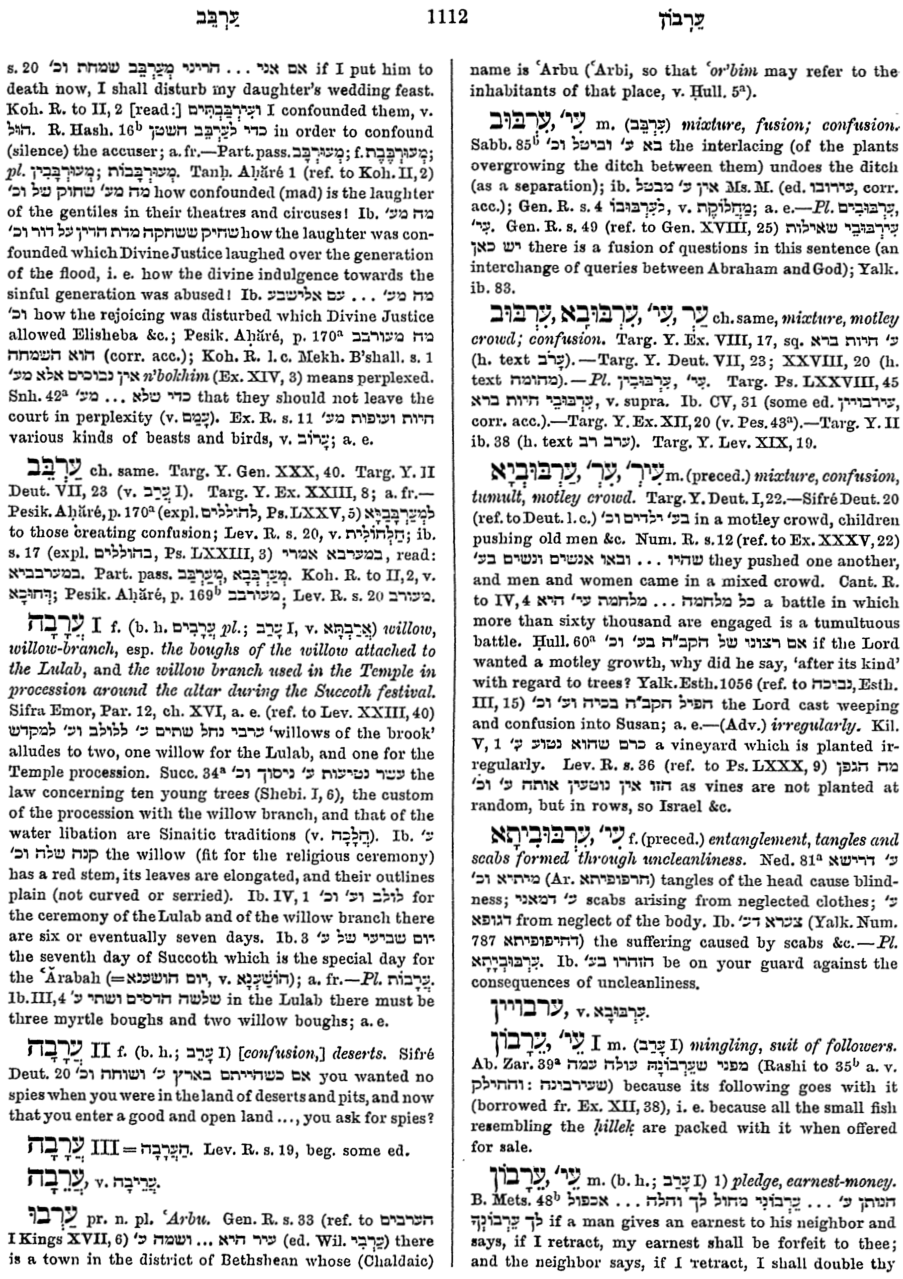 עַרְבֵּב
1112
עֵרָבוֹן
s. 20 אם אני ... הריני מְעַרְבֵּב שמחת וכ׳ if I put him to
death now, I shall disturb my daughter's wedding feast.
Koh. R. to II, 2 [read:] וְעִירְבַּבְתִּים I confounded them, v.
הוּל. R. Hash. 16ᵇ כדי לְעַרְבֵּב השטן in order to confound
(silence) the accuser; a. fr.—Part. pass. מְעוּרְבָּב; f. מְעוּרְבֶּבֶת;
pl. מְעוּרְבָּבִין; מְעוּרְבָּבוֹת. Tanḥ. Aḥăré 1 (ref. to Koh. II, 2)
מה מע׳ שחוק של וכ׳ how confounded (mad) is the laughter
of the gentiles in their theatres and circuses! Ib. מה מע׳
שחיק ששחקה מדת הדין על דור וכ׳ how the laughter was con-
founded which Divine Justice laughed over the generation
of the flood, i. e. how the divine indulgence towards the
sinful generation was abused! Ib. מה מע׳ ... עם אלישבע
וכ׳ how the rejoicing was disturbed which Divine Justice
allowed Elisheba &c.; Pesik. Aḥăré, p. 170ᵃ מה מעורבב
הוא השמחה (corr. acc.); Koh. R. l. c. Mekh. B'shall. s. 1
אין נבוכים אלא מע׳ n'bokhim (Ex. XIV, 3) means perplexed.
Snh. 42ᵃ כדי שלא ... מע׳ that they should not leave the
court in perplexity (v. עָמַם). Ex. R. s. 11 חיות ועופות מע׳
various kinds of beasts and birds, v. עָרוֹב; a. e.
עַרְבֵּב ch. same. Targ. Y. Gen. XXX, 40. Targ. Y. II
Deut. VII, 23 (v. עֲרַב I). Targ. Y. Ex. XXIII, 8; a. fr.—
Pesik. Aḥăré, p. 170ᵃ (expl. להוללים, Ps. LXXV, 5) לִמְעַרְבְּבַיָּא
to those creating confusion; Lev. R. s. 20, v. חַלְחוֹלִית; ib.
s. 17 (expl. בהוללים, Ps. LXXIII, 3) במערבא אמרי, read:
במערבביא. Part. pass. מְעַרְבַּב, מְעַרְבְּבָא. Koh. R. to II, 2, v.
דְּחוּכָא; Pesik. Aḥăré, p. 169ᵇ מעורבב; Lev. R. s. 20 מעורב.
עֲרָבָה I f. (b. h. עֲרָבִים pl.; עָרַב I, v. אֲרַבְתָּא) willow,
willow-branch, esp. the boughs of the willow attached to
the Lulab, and the willow branch used in the Temple in
procession around the altar during the Succoth festival.
Sifra Emor, Par. 12, ch. XVI, a. e. (ref. to Lev. XXIII, 40)
ערבי נחל שתים ע׳ ללולב וע׳ למקדש 'willows of the brook'
alludes to two, one willow for the Lulab, and one for the
Temple procession. Succ. 34ᵃ עשר נטיעות ע׳ ניסוך וכ׳ the
law concerning ten young trees (Shebi. I, 6), the custom
of the procession with the willow branch, and that of the
water libation are Sinaitic traditions (v. הֲלָכָה). Ib. ע׳
קנה שלה וכ׳ the willow (fit for the religious ceremony)
has a red stem, its leaves are elongated, and their outlines
plain (not curved or serried). Ib. IV, 1 לולב וע׳ וכ׳ for
the ceremony of the Lulab and of the willow branch there
are six or eventually seven days. Ib. 3 יום שביעי של ע׳
the seventh day of Succoth which is the special day for
the ʿĂrabah (=יום הושענא, v. הוֹשַׁעֲנָא); a. fr.—Pl. עֲרָבוֹת.
Ib. III, 4 שלשה הדסים ושתי ע׳ in the Lulab there must be
three myrtle boughs and two willow boughs; a. e.
עֲרָבָה II f. (b. h.; עָרַב I) [confusion,] deserts. Sifré
Deut. 20 אם כשהייתם בארץ ע׳ ושוחה וכ׳ you wanted no
spies when you were in the land of deserts and pits, and now
that you enter a good and open land ..., you ask for spies?
עֲרָבָה III = הַעֲרָבָה. Lev. R. s. 19, beg. some ed.
עֲרֵבָה, v. עֲרִיבָה.
עַרְבוּ pr. n. pl. ʿArbu. Gen. R. s. 33 (ref. to הערבים
I Kings XVII, 6) עיר היא ... ושמה ע׳ (ed. Wil. עַרְבִי) there
is a town in the district of Bethshean whose (Chaldaic)
name is ʿArbu (ʿArbi, so that ʿor'bim may refer to the
inhabitants of that place, v. Ḥull. 5ᵃ).
עִרְבּוּב, עִי׳ m. (עִרְבֵּב) mixture, fusion; confusion.
Sabb. 85ᵇ בא ע׳ וביטל וכ׳ the interlacing (of the plants
overgrowing the ditch between them) undoes the ditch
(as a separation); ib. אין ע׳ מבטל Ms. M. (ed. עירובו, corr.
acc.); Gen. R. s. 4 לְעִרְבּוּבוֹ, v. מַחֲלוֹקֶת; a. e.—Pl. עִרְבּוּבִים,
עִי׳. Gen. R. s. 49 (ref. to Gen. XVIII, 25) עִירְבּוּבֵי שאילות
יש כאן there is a fusion of questions in this sentence (an
interchange of queries between Abraham and God); Yalk.
ib. 83.
עִרְבּוּב, עִרְבּוּבָא, עִי׳, עַר׳ ch. same, mixture, motley
crowd; confusion. Targ. Y. Ex. VIII, 17, sq. ע׳ חיות ברא
(h. text עָרֹב).—Targ. Y. Deut. VII, 23; XXVIII, 20 (h.
text מהומה).—Pl. עִרְבּוּבִין, עִי׳. Targ. Ps. LXXVIII, 45
עִרְבּוּבֵי חיות ברא, v. supra. Ib. CV, 31 (some ed. עירבוייין,
corr. acc.).—Targ. Y. Ex. XII, 20 (v. Pes. 43ᵃ).—Targ. Y. II
ib. 38 (h. text ערב רב). Targ. Y. Lev. XIX, 19.
עִרְבּוּבְיָא, עַר׳, עִיר׳ m. (preced.) mixture, confusion,
tumult, motley crowd. Targ. Y. Deut. I, 22.—Sifré Deut. 20
(ref. to Deut. l. c.) בע׳ ילדים וכ׳ in a motley crowd, children
pushing old men &c. Num. R. s. 12 (ref. to Ex. XXXV, 22)
שהיו ... ובאו אנשים ונשים בע׳ they pushed one another,
and men and women came in a mixed crowd. Cant. R.
to IV, 4 כל מלחמה ... מלחמת עי׳ היא a battle in which
more than sixty thousand are engaged is a tumultuous
battle. Ḥull. 60ᵃ אם רצונו של הקב״ה בע׳ וכ׳ if the Lord
wanted a motley growth, why did he say, 'after its kind'
with regard to trees? Yalk. Esth. 1056 (ref. to נבוכה, Esth.
III, 15) הפיל הקב״ה בכיה וע׳ וכ׳ the Lord cast weeping
and confusion into Susan; a. e.—(Adv.) irregularly. Kil.
V, 1 כרם שהוא נטוע ע׳ a vineyard which is planted ir-
regularly. Lev. R. s. 36 (ref. to Ps. LXXX, 9) מה הגפן
הזו אין נוטעין אותה ע׳ וכ׳ as vines are not planted at
random, but in rows, so Israel &c.
עִרְבּוּבִיתָא, עִי׳ f. (preced.) entanglement, tangles and
scabs formed through uncleanliness. Ned. 81ᵃ ע׳ דרישא
מיתיא וכ׳ (Ar. חרפופיתא) tangles of the head cause blind-
ness; ע׳ דמאני scabs arising from neglected clothes; ע׳
דגופא from neglect of the body. Ib. צערא דע׳ (Yalk. Num.
787 דחיפופיתא) the suffering caused by scabs &c.—Pl.
עִרְבּוּבְיָתָא. Ib. הזהרו בע׳ be on your guard against the
consequences of uncleanliness.
ערבויין, v. עִרְבּוּבָא.
עֵרָבוֹן, עֵי׳ I m. (עָרַב I) mingling, suit of followers.
Ab. Zar. 39ᵃ מפני שעֵרְבוֹנָהּ עולה עמה (Rashi to 35ᵇ a. v.
והחילק: שעירבונה) because its following goes with it
(borrowed fr. Ex. XII, 38), i. e. because all the small fish
resembling the ḥillek are packed with it when offered
for sale.
עֵרָבוֹן, עֵי׳ m. (b. h.; עָרַב I) 1) pledge, earnest-money.
B. Mets. 48ᵇ הנותן ע׳ ... עֶרְבוֹנִי מחול לך והלה ... אכפול
לך עֶרְבוֹנְךָ if a man gives an earnest to his neighbor and
says, if I retract, my earnest shall be forfeit to thee;
and the neighbor says, if I retract, I shall double thy